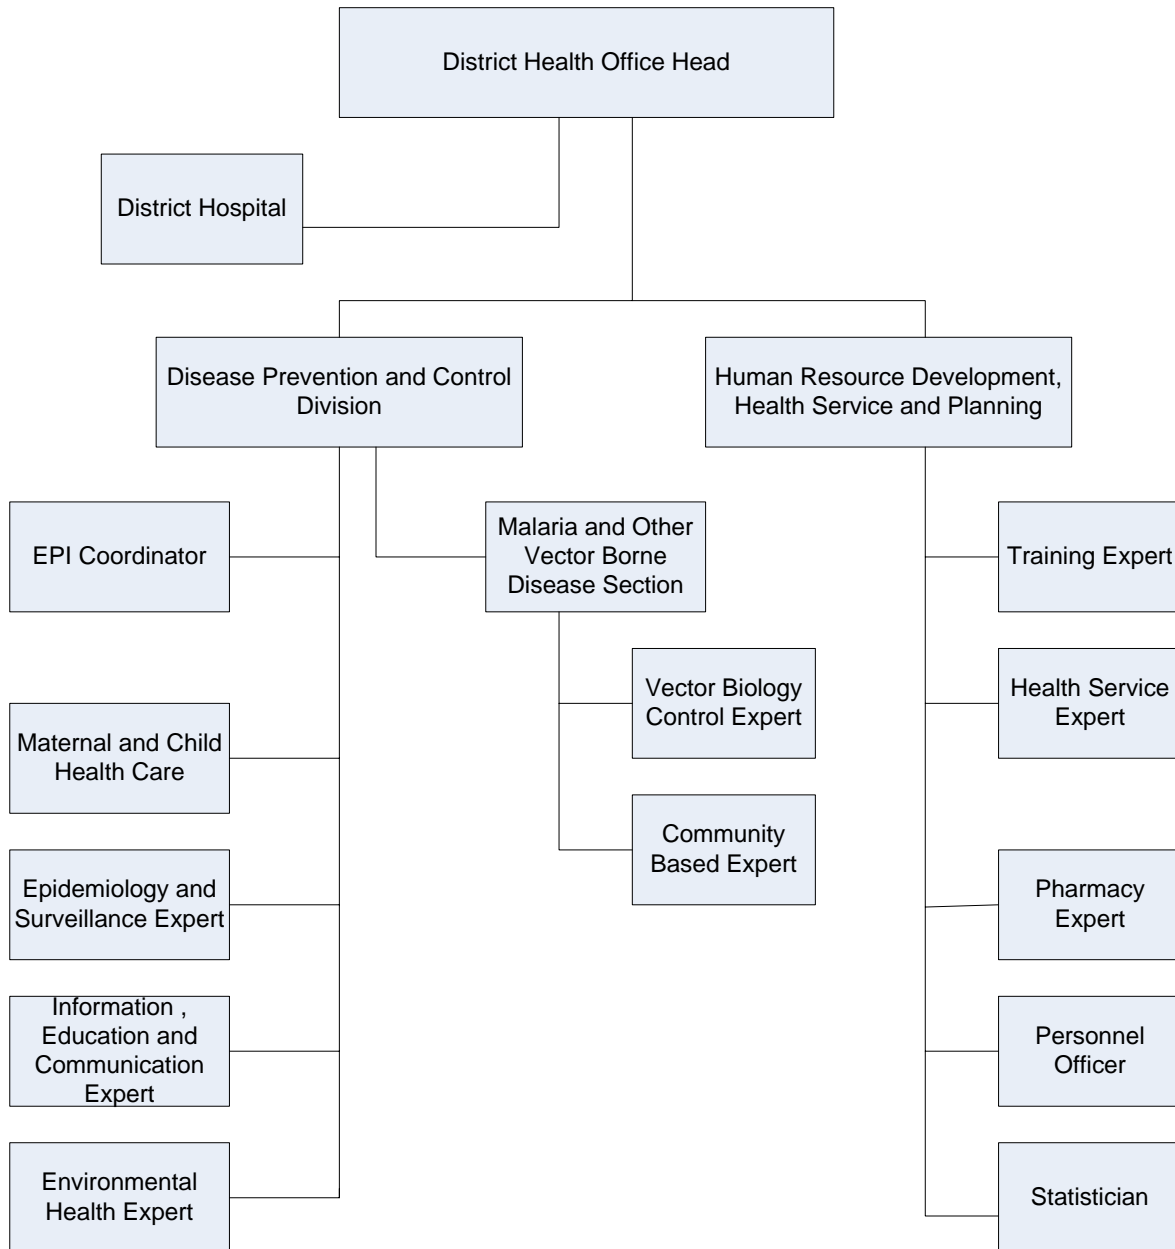 District Health Office Head
District Hospital
Disease Prevention and Control
Division
Human Resource Development,
Health Service and Planning
EPI Coordinator
Malaria and Other
Vector Borne
Disease Section
Training Expert
Vector Biology
Control Expert
Health Service
Expert
Maternal and Child
Health Care
Community
Based Expert
Epidemiology and
Surveillance Expert
Pharmacy
Expert
Information ,
Education and
Communication
Expert
Personnel
Officer
Environmental
Health Expert
Statistician